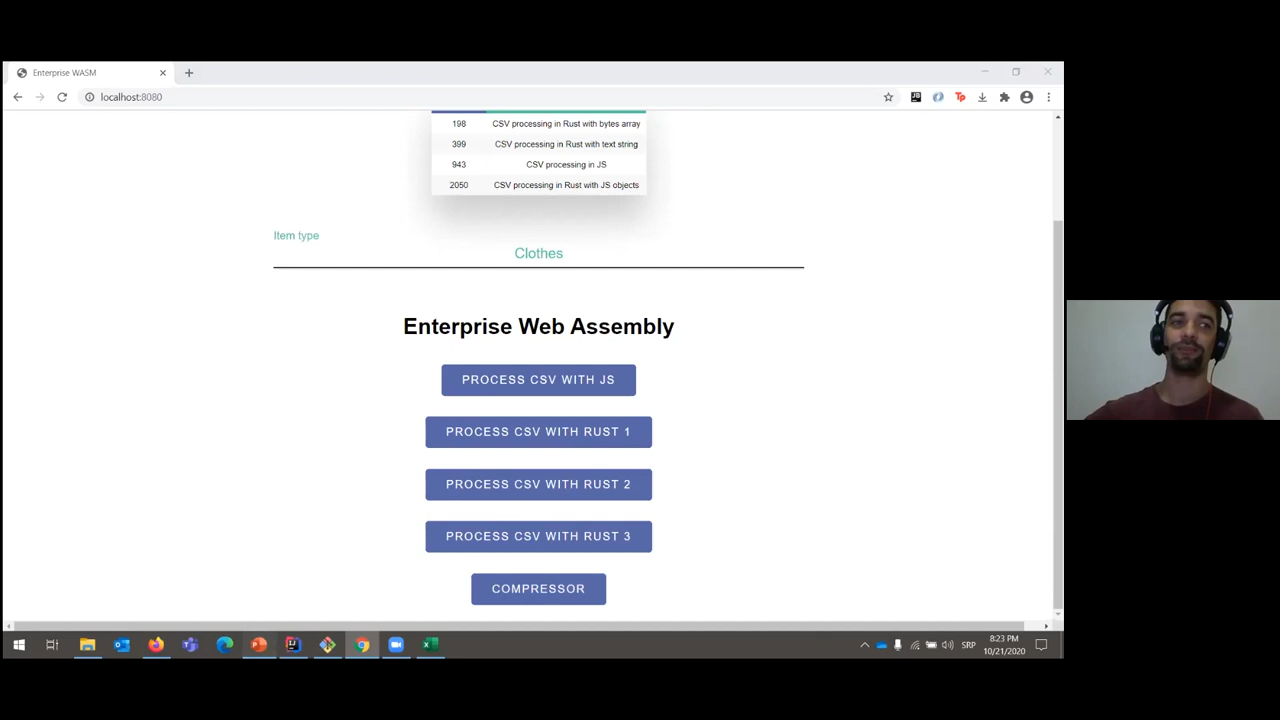 Enterprise WASM
localhost:8080
198 CSV processing in Rust with bytes array
399 CSV processing in Rust with text string
943 CSV processing in JS
2050 CSV processing in Rust with JS objects
Item type
Clothes
Enterprise Web Assembly
PROCESS CSV WITH JS
PROCESS CSV WITH RUST 1
PROCESS CSV WITH RUST 2
PROCESS CSV WITH RUST 3
COMPRESSOR
SRP
8:23 PM
10/21/2020